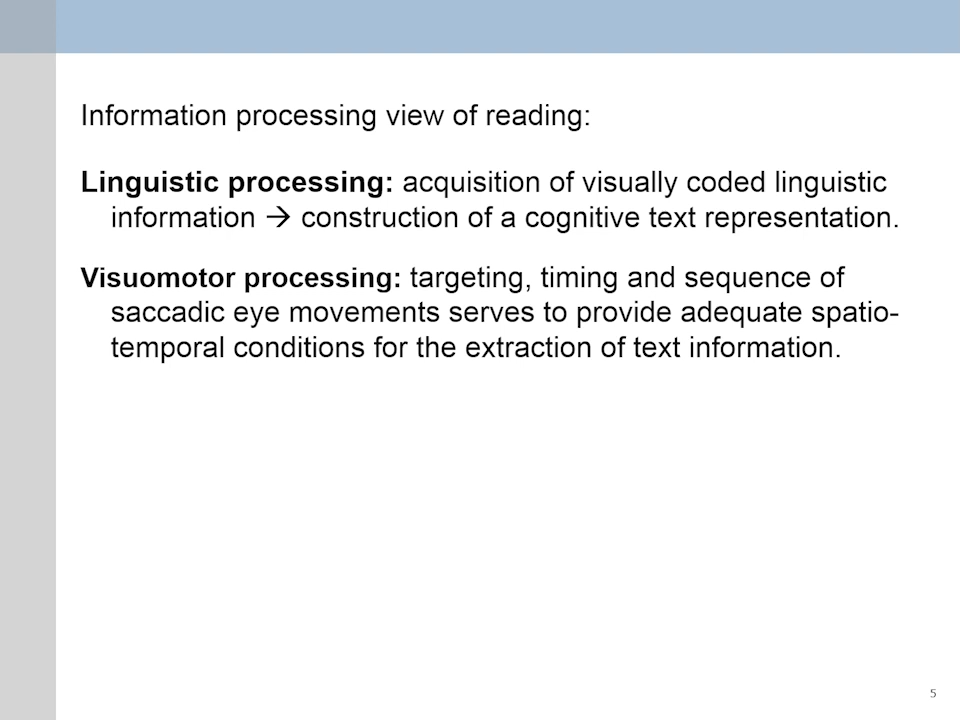 Information processing view of reading:
Linguistic processing: acquisition of visually coded linguistic
information → construction of a cognitive text representation.
Visuomotor processing: targeting, timing and sequence of
saccadic eye movements serves to provide adequate spatio-
temporal conditions for the extraction of text information.
5